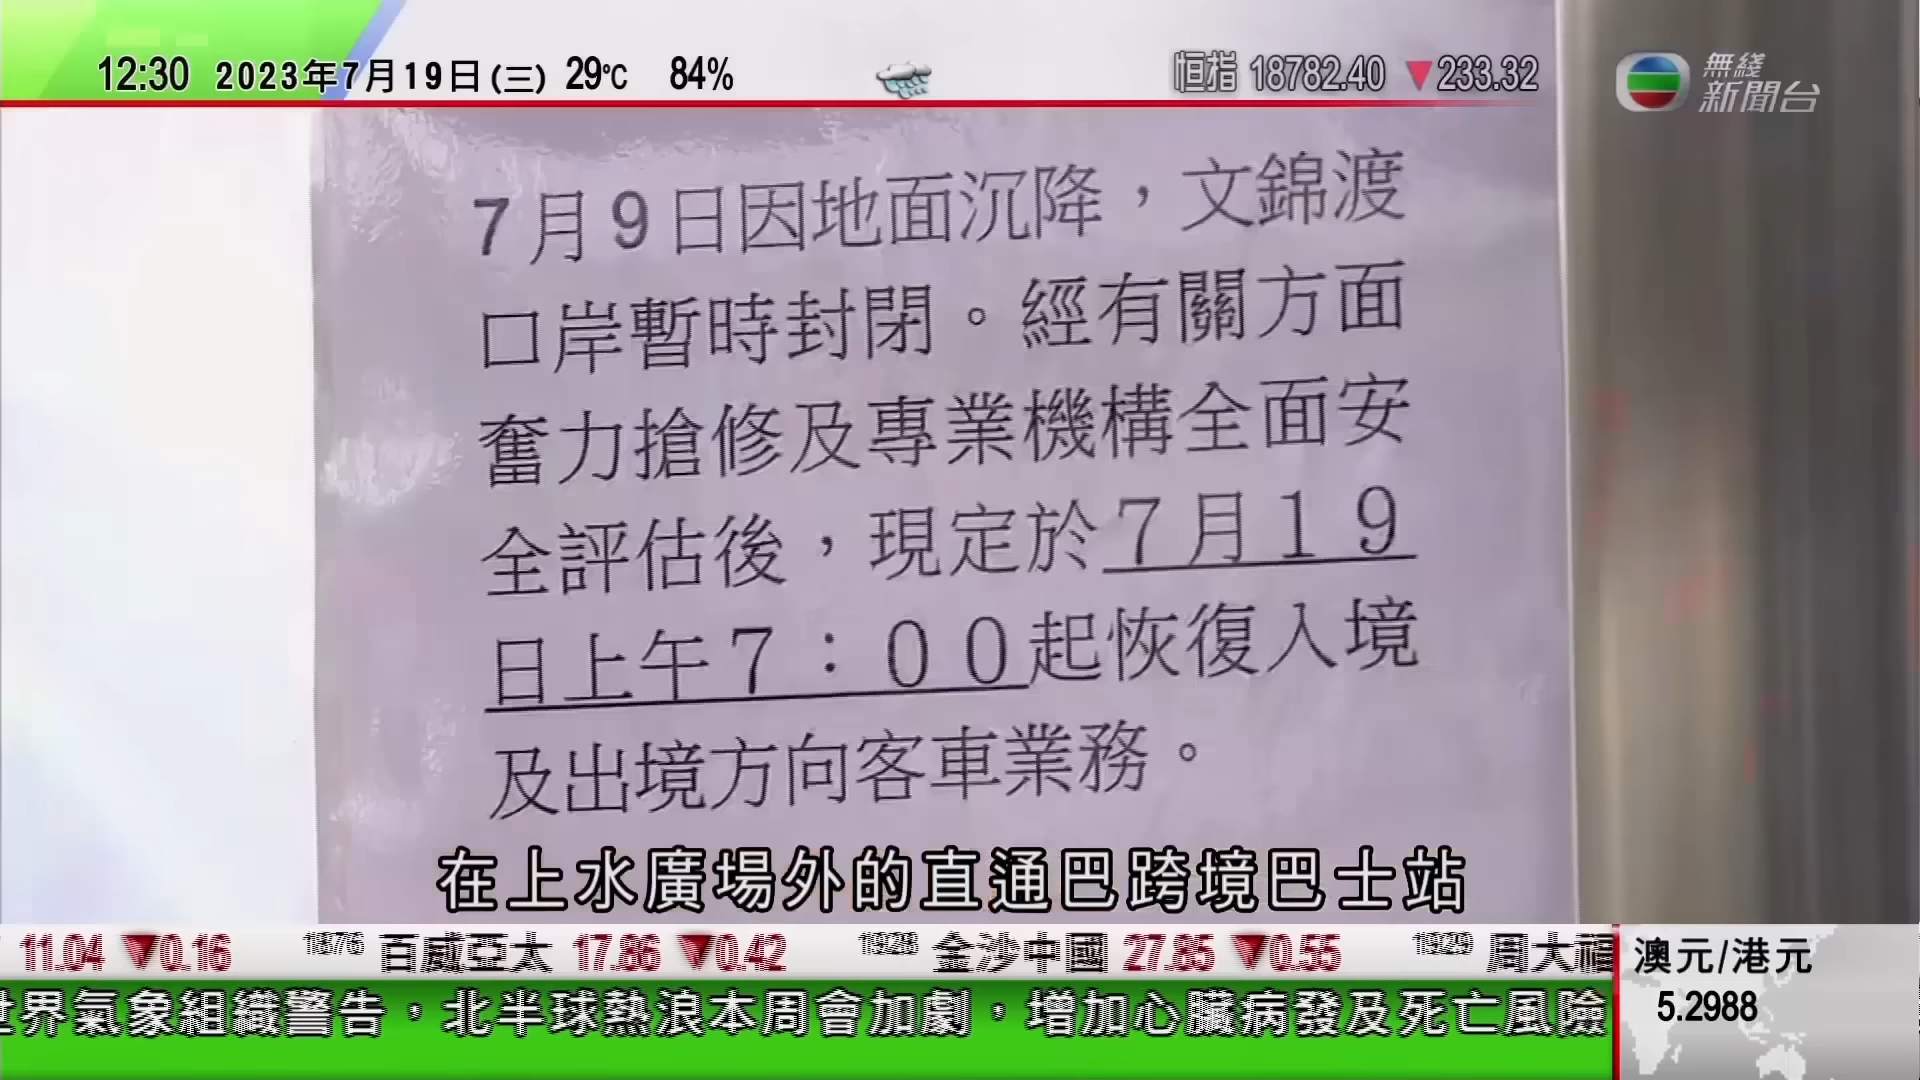 12:30 2023年7月19日(三) 29℃ 84% 恒指 18782.40 ▼233.32
無綫
新聞台
7月9日因地面沉降，文錦渡
口岸暫時封閉。經有關方面
奮力搶修及專業機構全面安
全評估後，現定於7月19
日上午7：00起恢復入境
及出境方向客車業務。
在上水廣場外的直通巴跨境巴士站
11.04 ▼0.16 1876 百威亞太 17.86 ▼0.42 1928 金沙中國 27.85 ▼0.55 1929 周大福
世界氣象組織警告，北半球熱浪本周會加劇，增加心臟病發及死亡風險
澳元/港元
5.2988